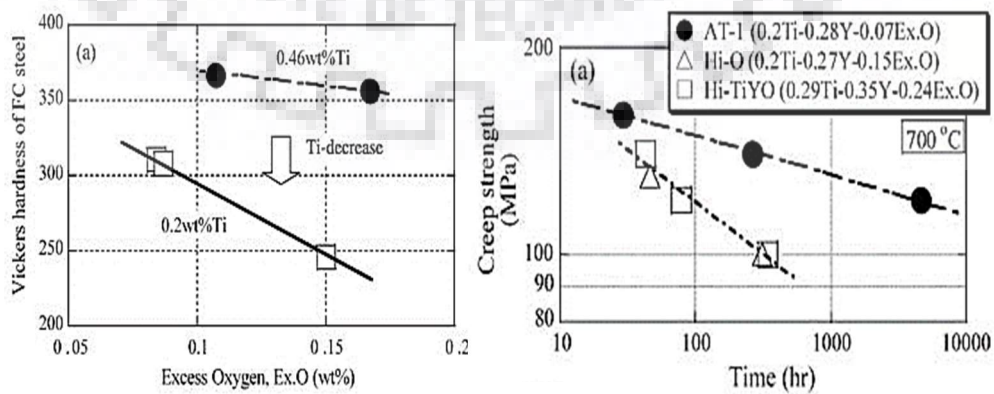 Vickers hardness of FC steel
400
350
300
250
200
(a)
0.46wt%Ti
Ti-decrease
0.2wt%Ti
0.05
0.1
0.15
0.2
Excess Oxygen, Ex.O (wt%)
AT-1 (0.2Ti-0.28Y-0.07Ex.O)
Hi-O (0.2Ti-0.27Y-0.15Ex.O)
Hi-TiYO (0.29Ti-0.35Y-0.24Ex.O)
700 °C
(a)
Creep strength
(MPa)
200
100
90
80
10
100
1000
10000
Time (hr)